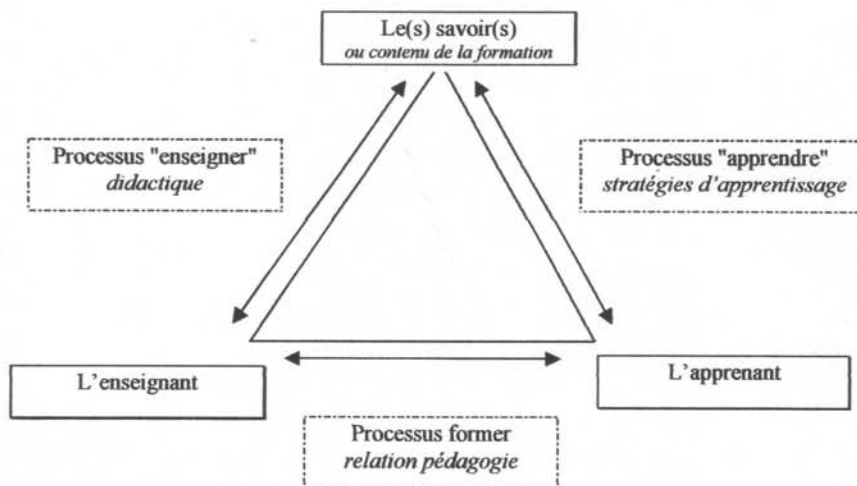 Le(s) savoir(s)
ou contenu de la formation
Processus "enseigner"
didactique
Processus "apprendre"
stratégies d'apprentissage
L'enseignant
L'apprenant
Processus former
relation pédagogie